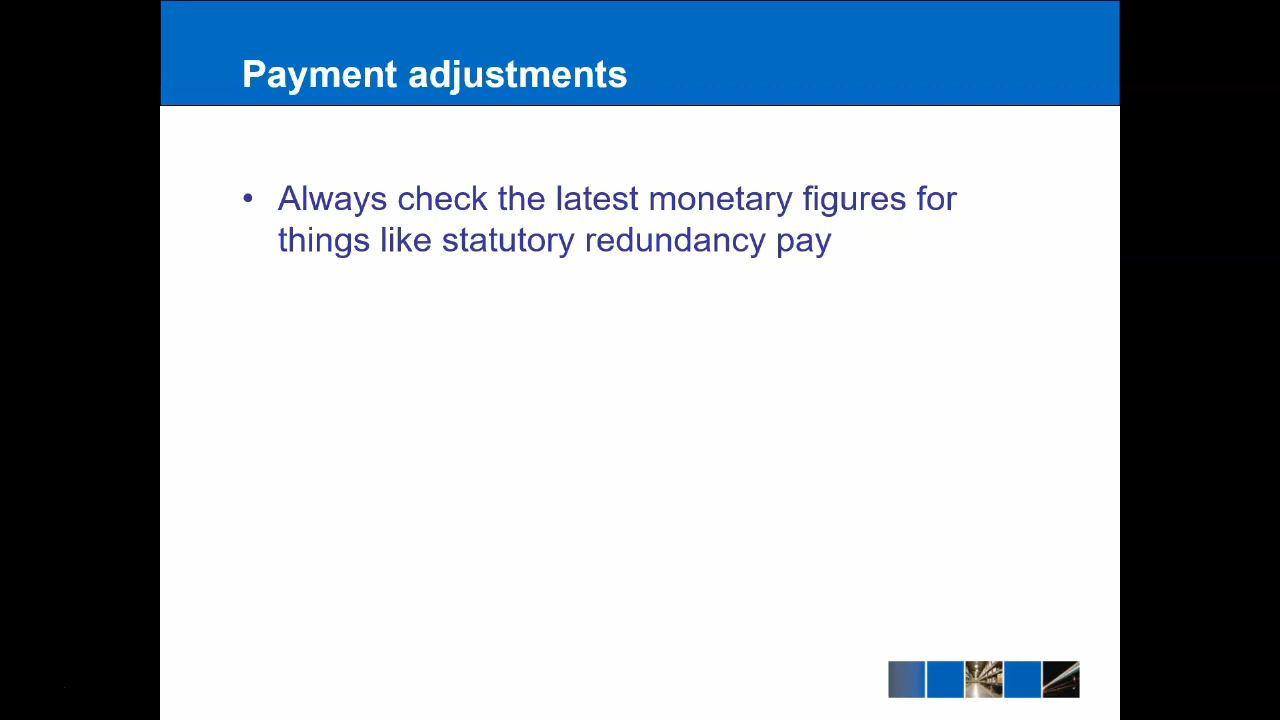 Payment adjustments
• Always check the latest monetary figures for
things like statutory redundancy pay